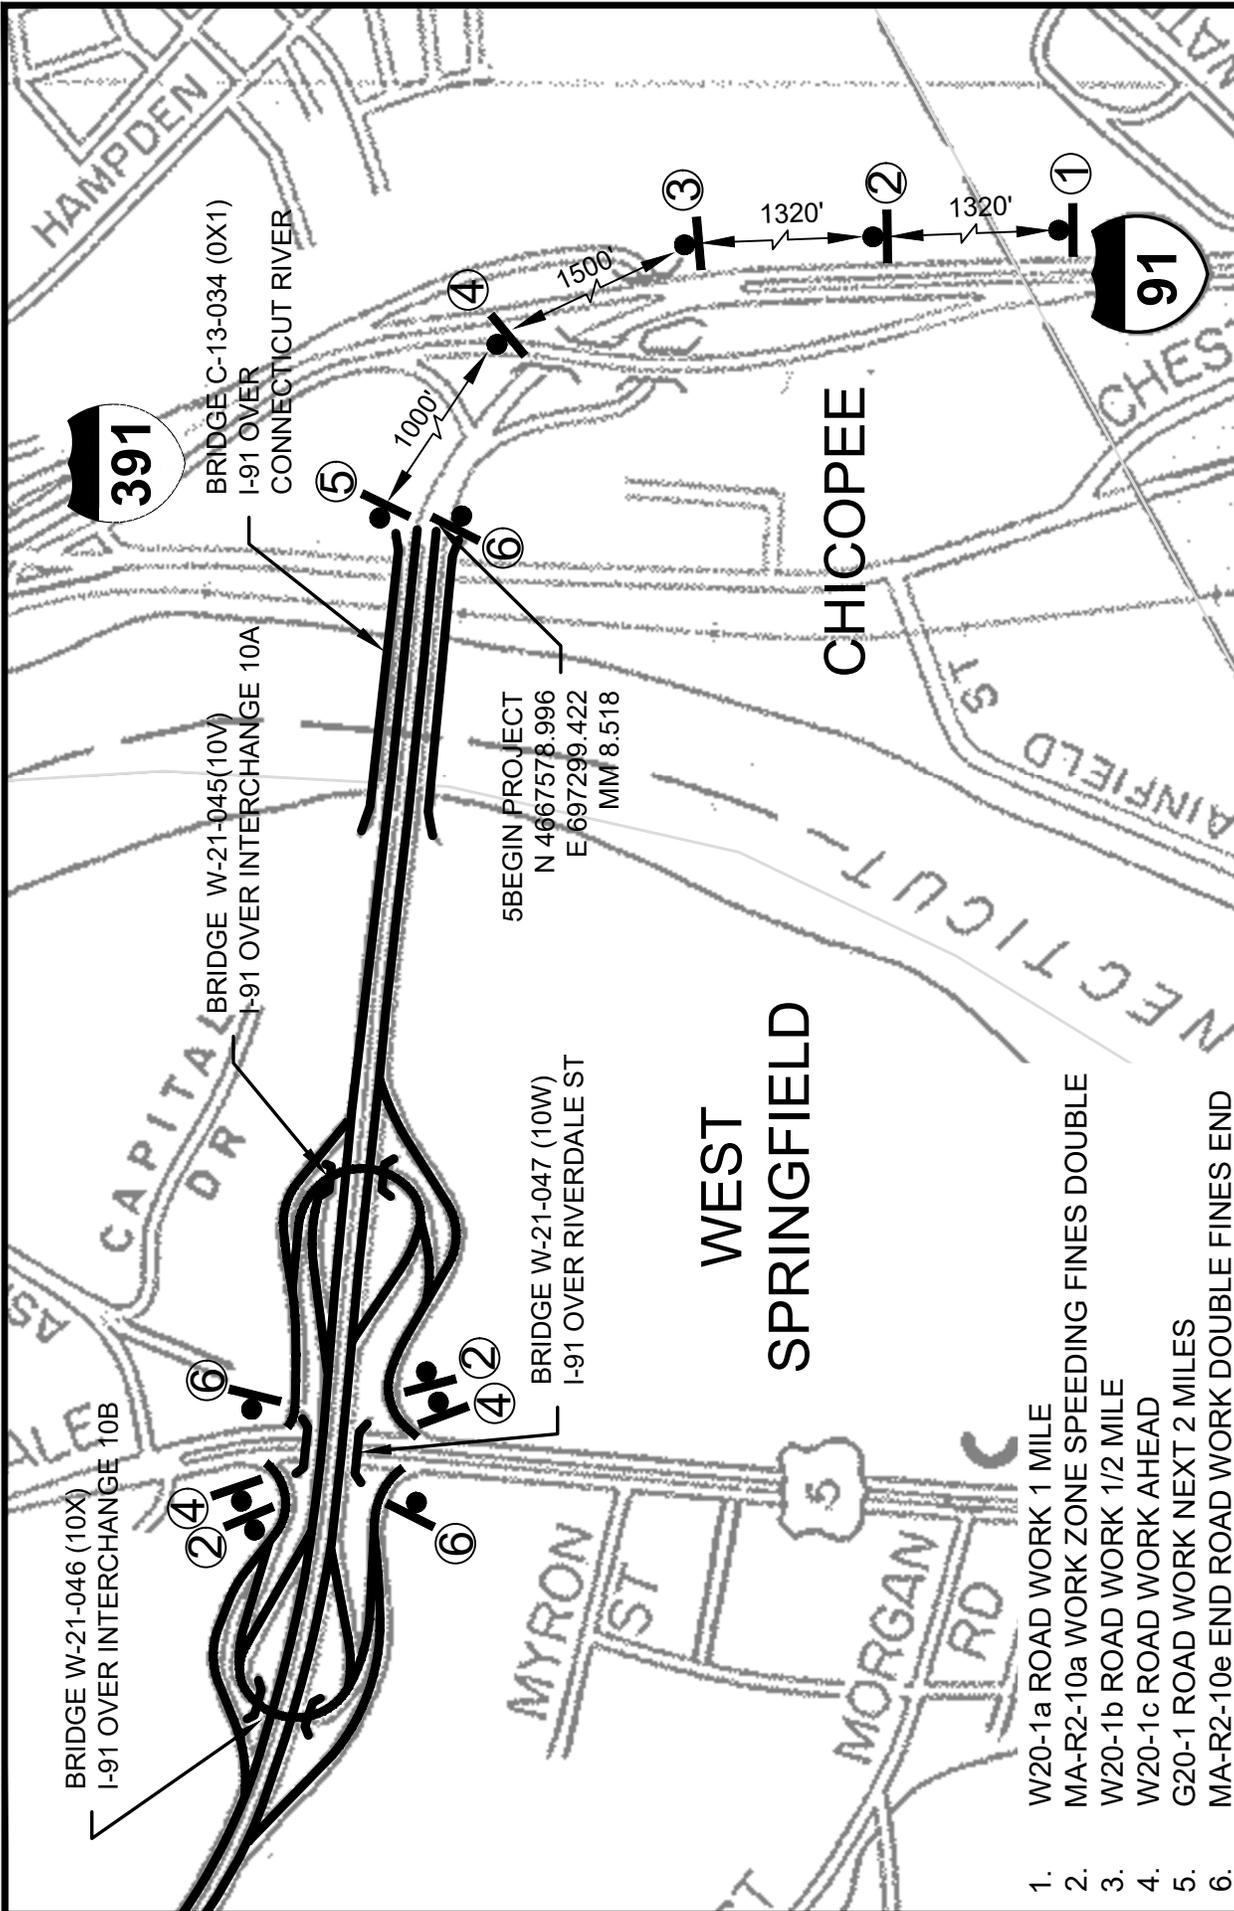 HAMPDEN
391
BRIDGE C-13-034 (0X1)
I-91 OVER
CONNECTICUT RIVER
BRIDGE W-21-045(10V)
I-91 OVER INTERCHANGE 10A
CAPITAL
DR
BRIDGE W-21-046 (10X)
I-91 OVER INTERCHANGE 10B
ALE
AS
6
4
2
6
2
4
BRIDGE W-21-047 (10W)
I-91 OVER RIVERDALE ST
5
6
4
3
2
1
1000'
1500'
1320'
1320'
91
5BEGIN PROJECT
N 4667578.996
E 697299.422
MM 8.518
CHICOPEE
CHES
WEST
SPRINGFIELD
NECTICUT
AINFIELD
ST
MYRON
ST
5
MORGAN
RD
ST
1. W20-1a ROAD WORK 1 MILE
2. MA-R2-10a WORK ZONE SPEEDING FINES DOUBLE
3. W20-1b ROAD WORK 1/2 MILE
4. W20-1c ROAD WORK AHEAD
5. G20-1 ROAD WORK NEXT 2 MILES
6. MA-R2-10e END ROAD WORK DOUBLE FINES END